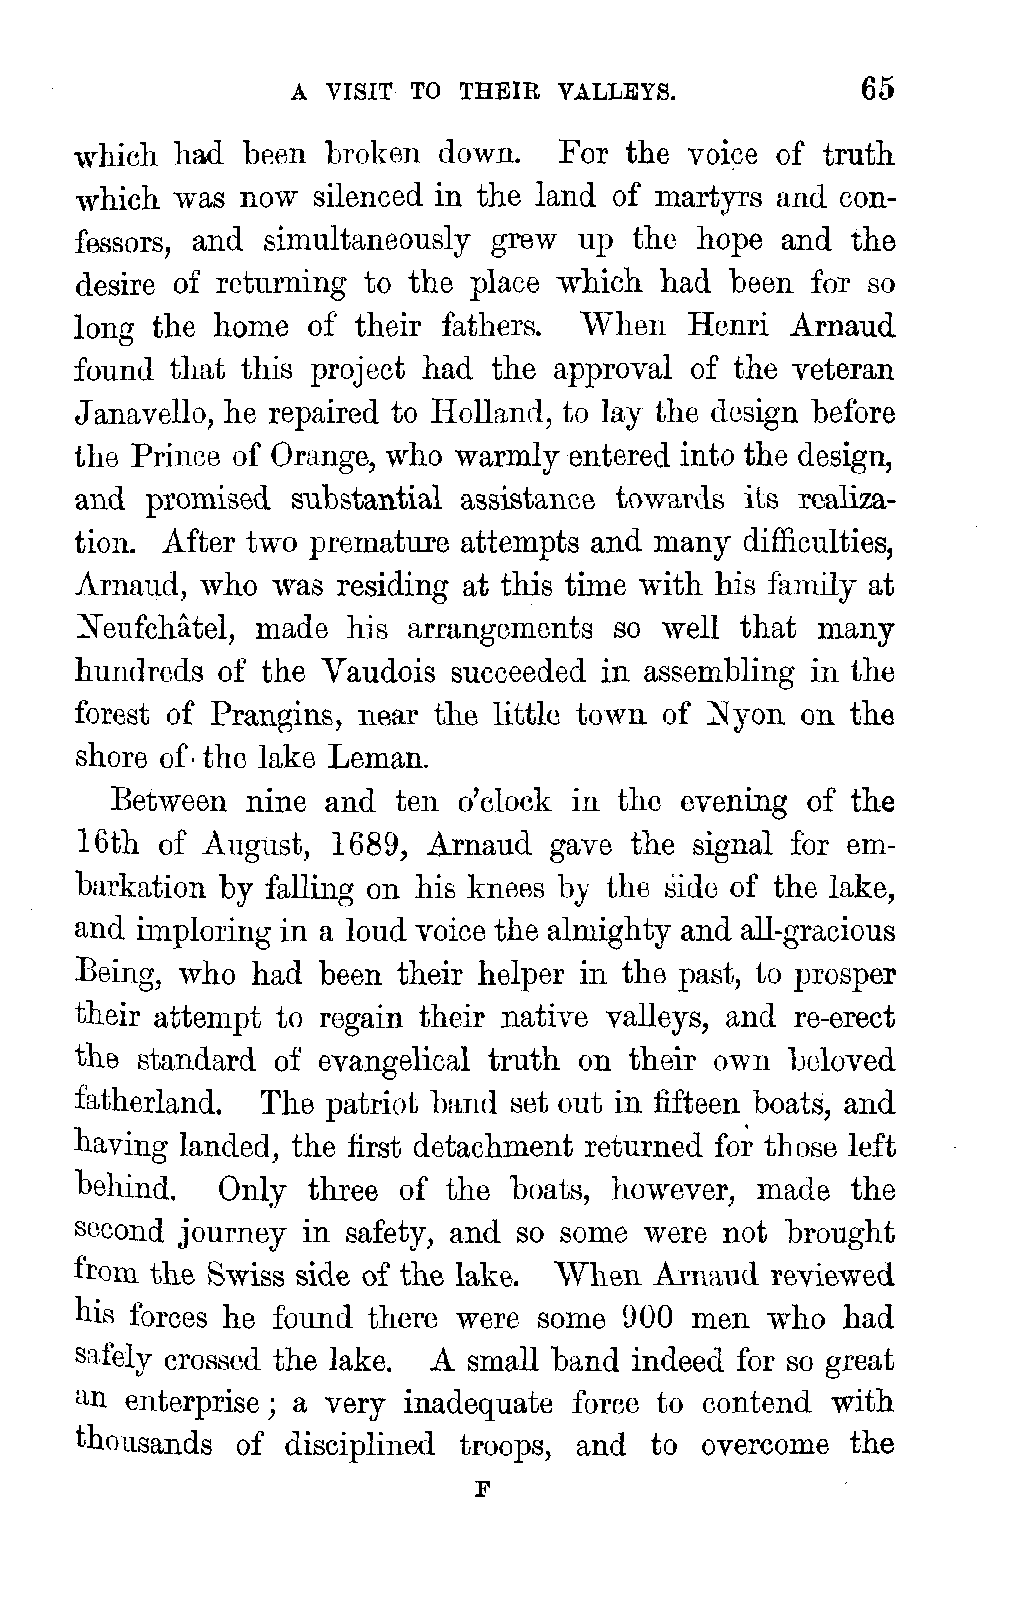 A VISIT TO THEIR VALLEYS. 65
which had been broken down. For the voice of truth
which was now silenced in the land of martyrs and con-
fessors, and simultaneously grew up the hope and the
desire of returning to the place which had been for so
long the home of their fathers. When Henri Arnaud
found that this project had the approval of the veteran
Janavello, he repaired to Holland, to lay the design before
the Prince of Orange, who warmly entered into the design,
and promised substantial assistance towards its realiza-
tion. After two premature attempts and many difficulties,
Arnaud, who was residing at this time with his family at
Neufchâtel, made his arrangements so well that many
hundreds of the Vaudois succeeded in assembling in the
forest of Prangins, near the little town of Nyon on the
shore of the lake Leman.
Between nine and ten o'clock in the evening of the
16th of August, 1689, Arnaud gave the signal for em-
barkation by falling on his knees by the side of the lake,
and imploring in a loud voice the almighty and all-gracious
Being, who had been their helper in the past, to prosper
their attempt to regain their native valleys, and re-erect
the standard of evangelical truth on their own beloved
fatherland. The patriot band set out in fifteen boats, and
having landed, the first detachment returned for those left
behind. Only three of the boats, however, made the
second journey in safety, and so some were not brought
from the Swiss side of the lake. When Arnaud reviewed
his forces he found there were some 900 men who had
safely crossed the lake. A small band indeed for so great
an enterprise; a very inadequate force to contend with
thousands of disciplined troops, and to overcome the
F